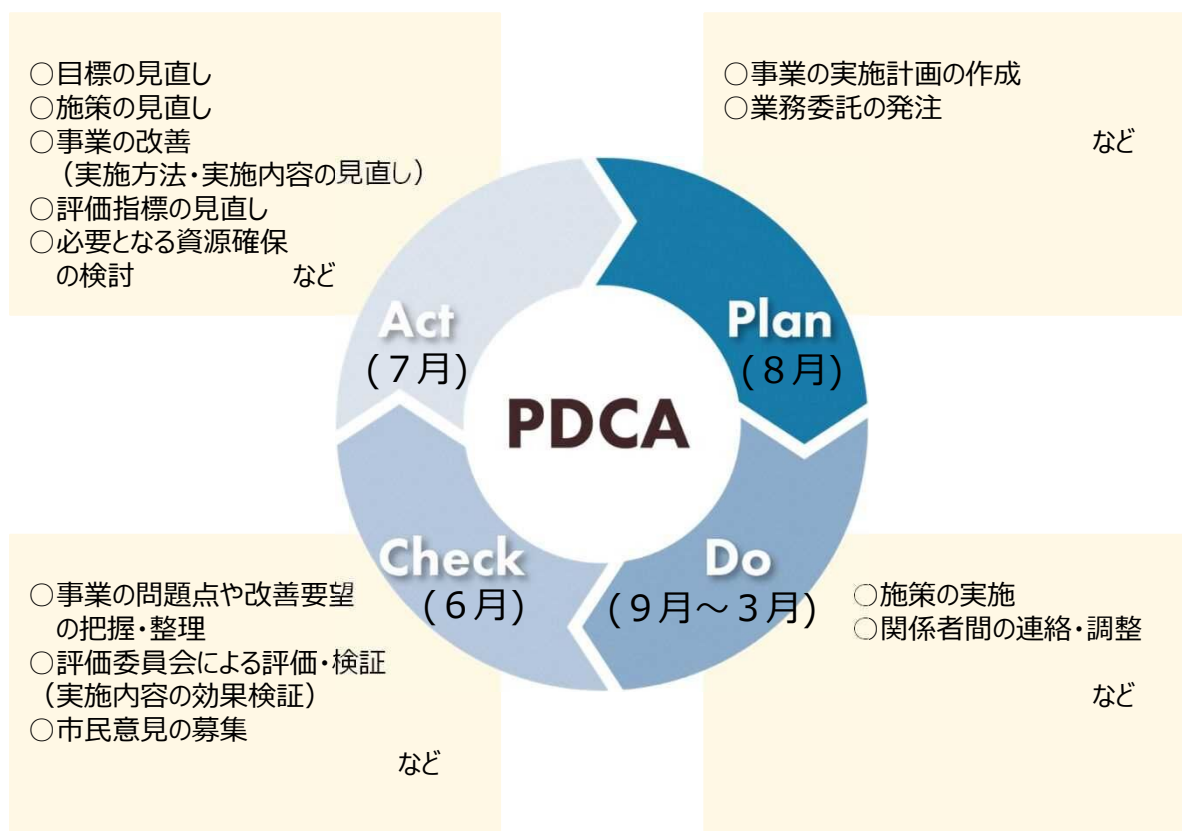 ○目標の見直し
○施策の見直し
○事業の改善
（実施方法・実施内容の見直し）
○評価指標の見直し
○必要となる資源確保
の検討　など
○事業の実施計画の作成
○業務委託の発注
など
Act
(７月)
Plan
(８月)
PDCA
Check
(６月)
Do
(９月～３月)
○事業の問題点や改善要望
の把握・整理
○評価委員会による評価・検証
（実施内容の効果検証）
○市民意見の募集
など
○施策の実施
○関係者間の連絡・調整
など